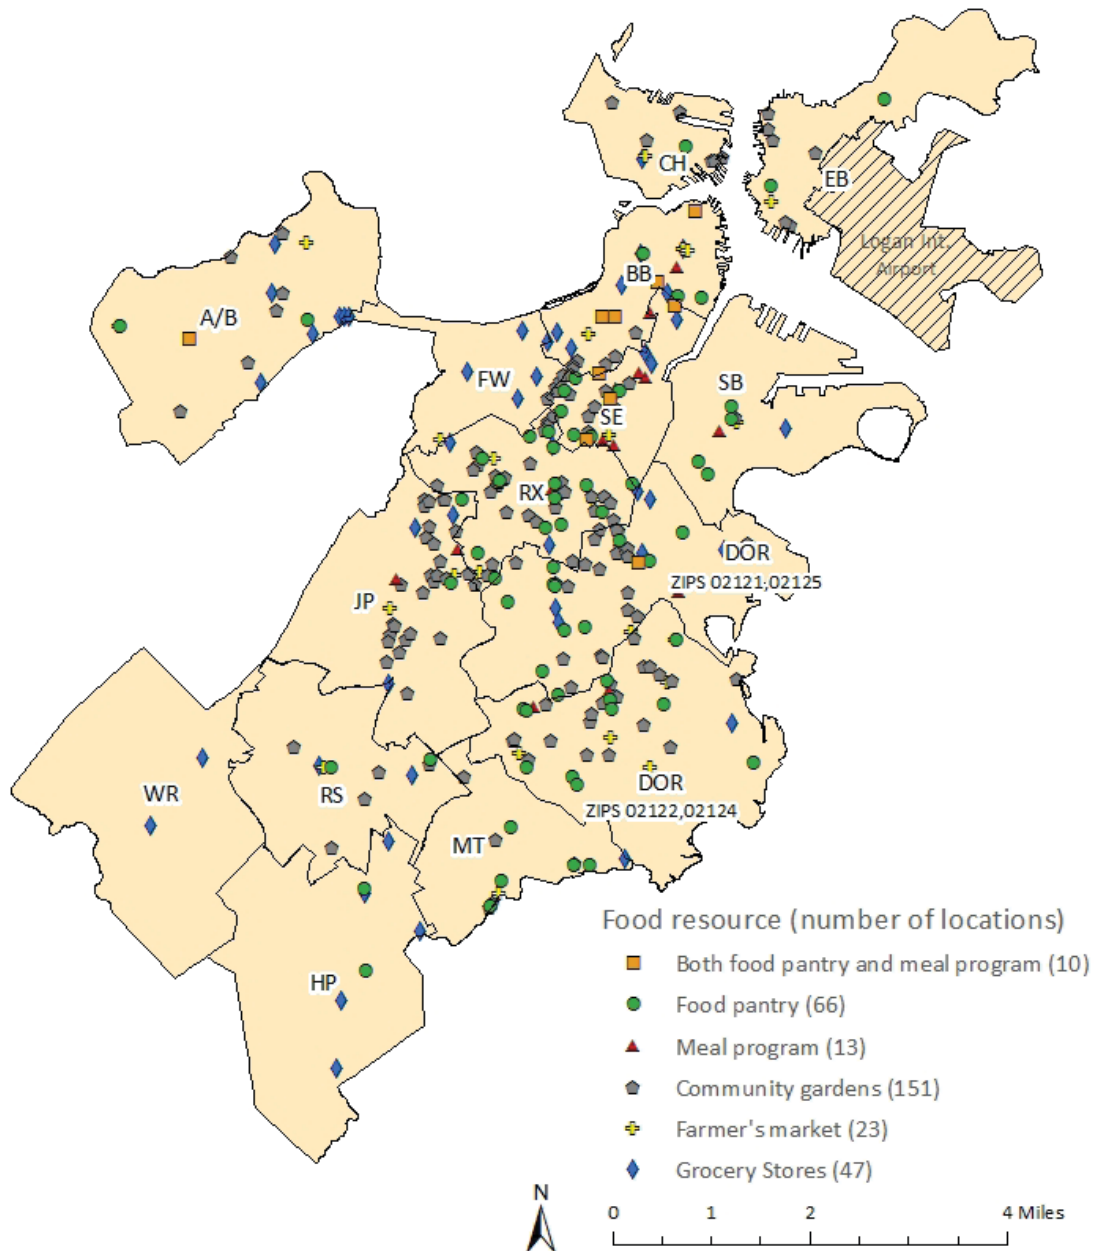 CH
EB
Logan Int.
Airport
BB
A/B
FW
SB
SE
RX
DOR
ZIPS 02121,02125
JP
WR
RS
DOR
ZIPS 02122,02124
MT
HP
Food resource (number of locations)
Both food pantry and meal program (10)
Food pantry (66)
Meal program (13)
Community gardens (151)
Farmer's market (23)
Grocery Stores (47)
N
0 1 2 4 Miles